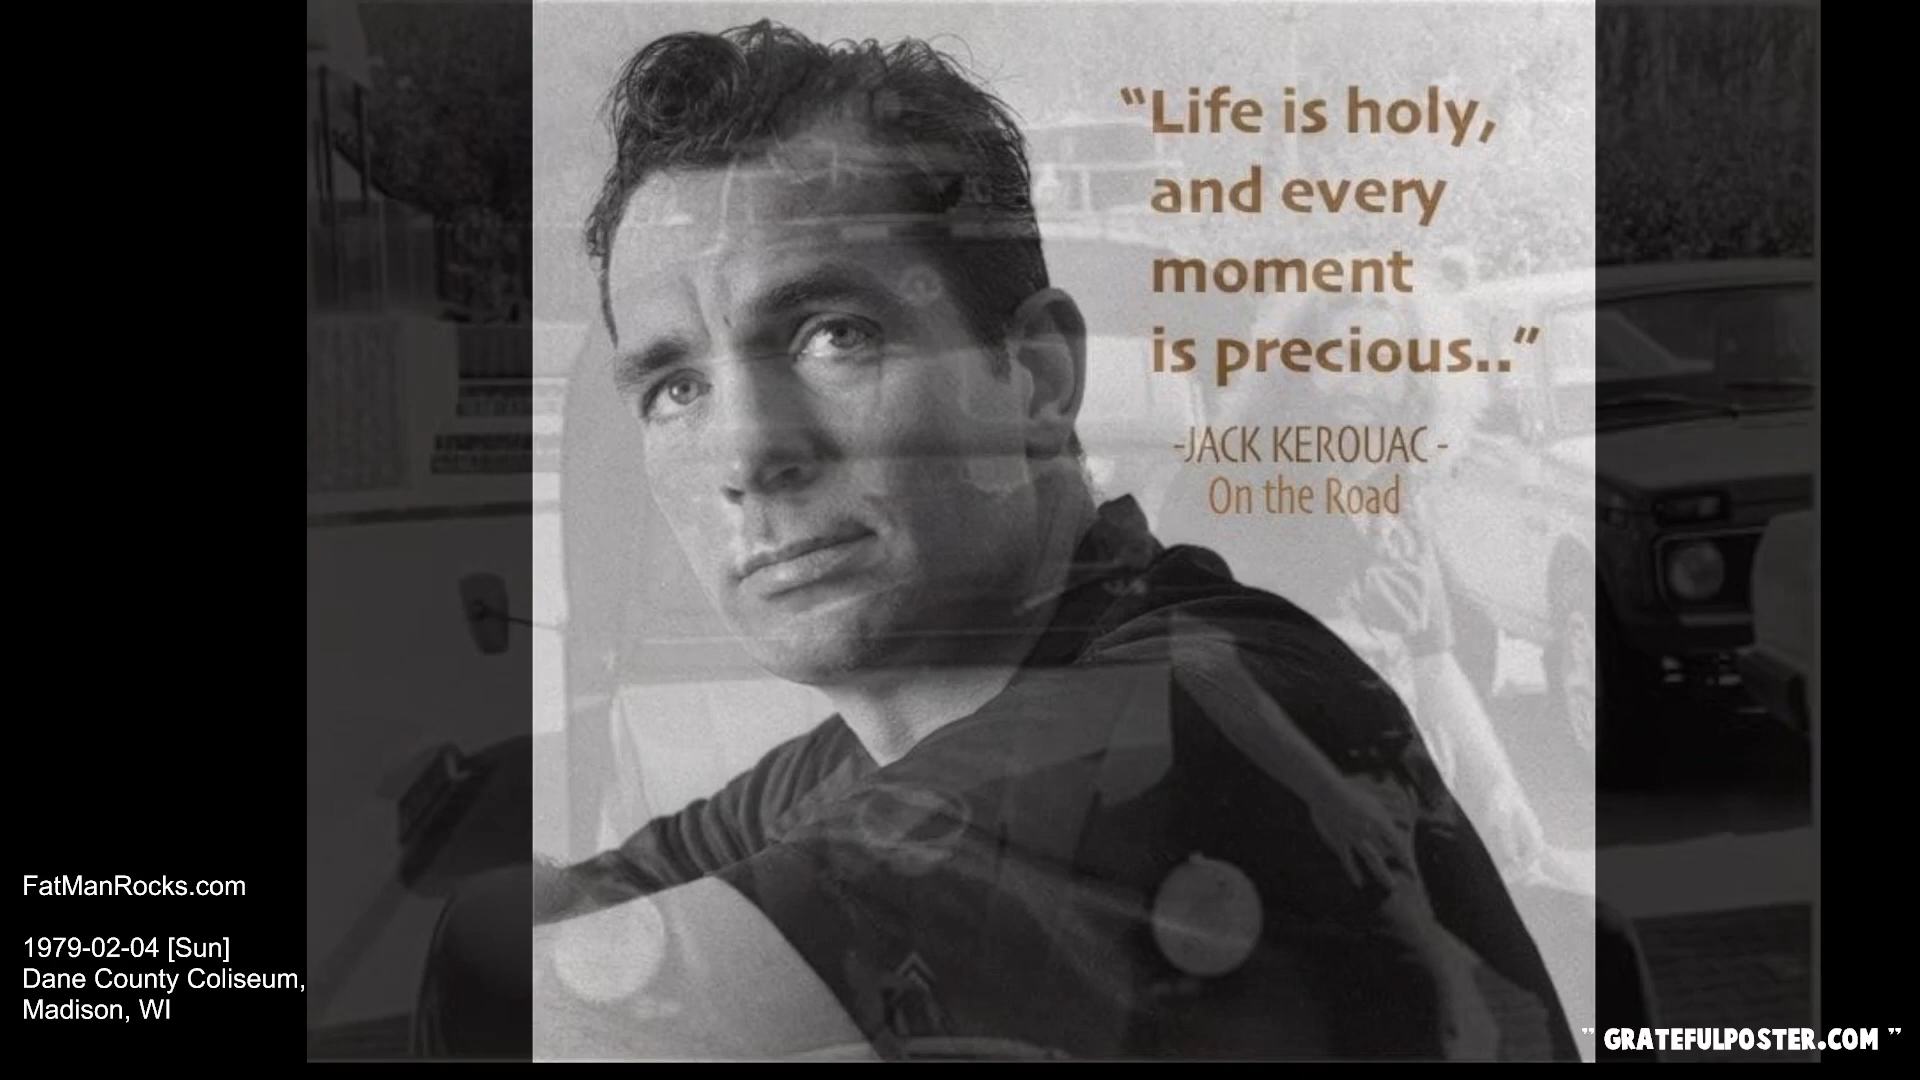 “Life is holy,
and every
moment
is precious..”
-JACK KEROUAC -
On the Road
FatManRocks.com
1979-02-04 [Sun]
Dane County Coliseum,
Madison, WI
" GRATEFULPOSTER.COM "